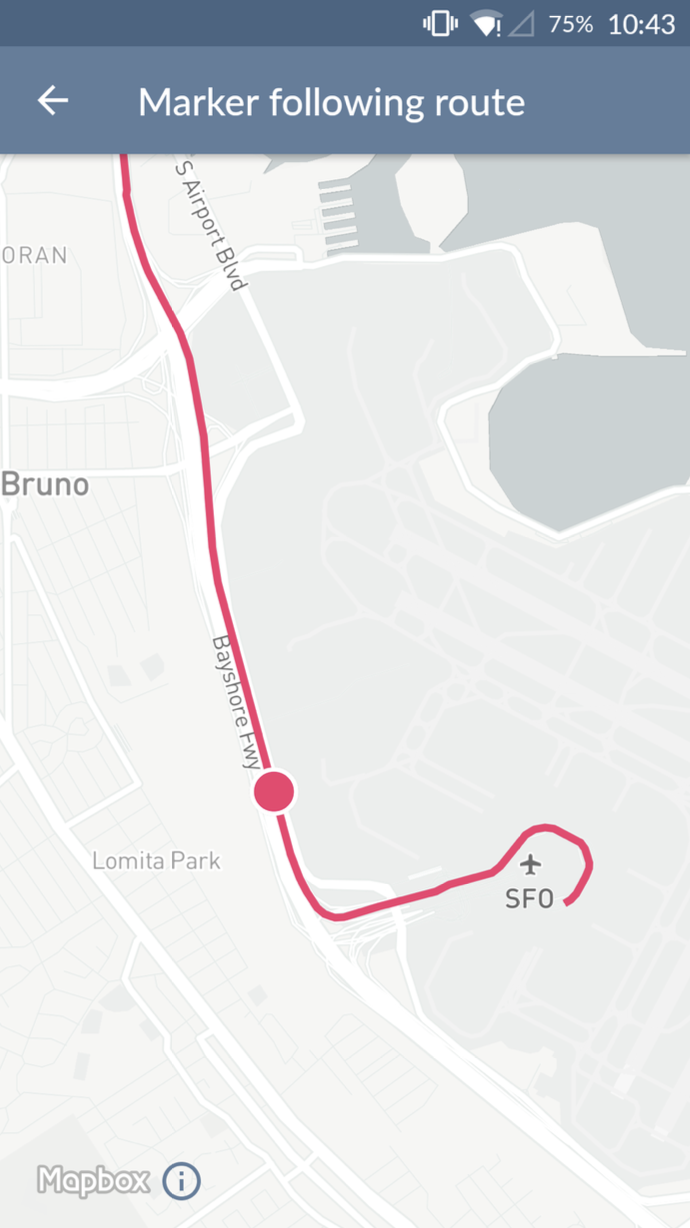 75% 10:43
Marker following route
S Airport Blvd
ORAN
Bruno
Bayshore Fwy
Lomita Park
SFO
Mapbox i